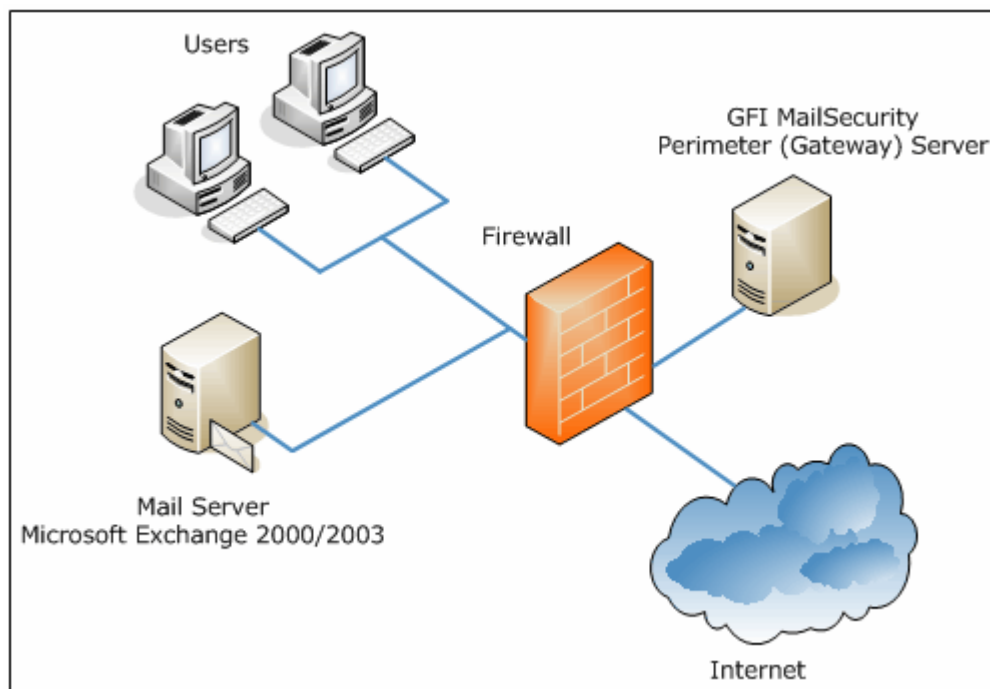 Users
GFI MailSecurity
Perimeter (Gateway) Server
Firewall
Mail Server
Microsoft Exchange 2000/2003
Internet